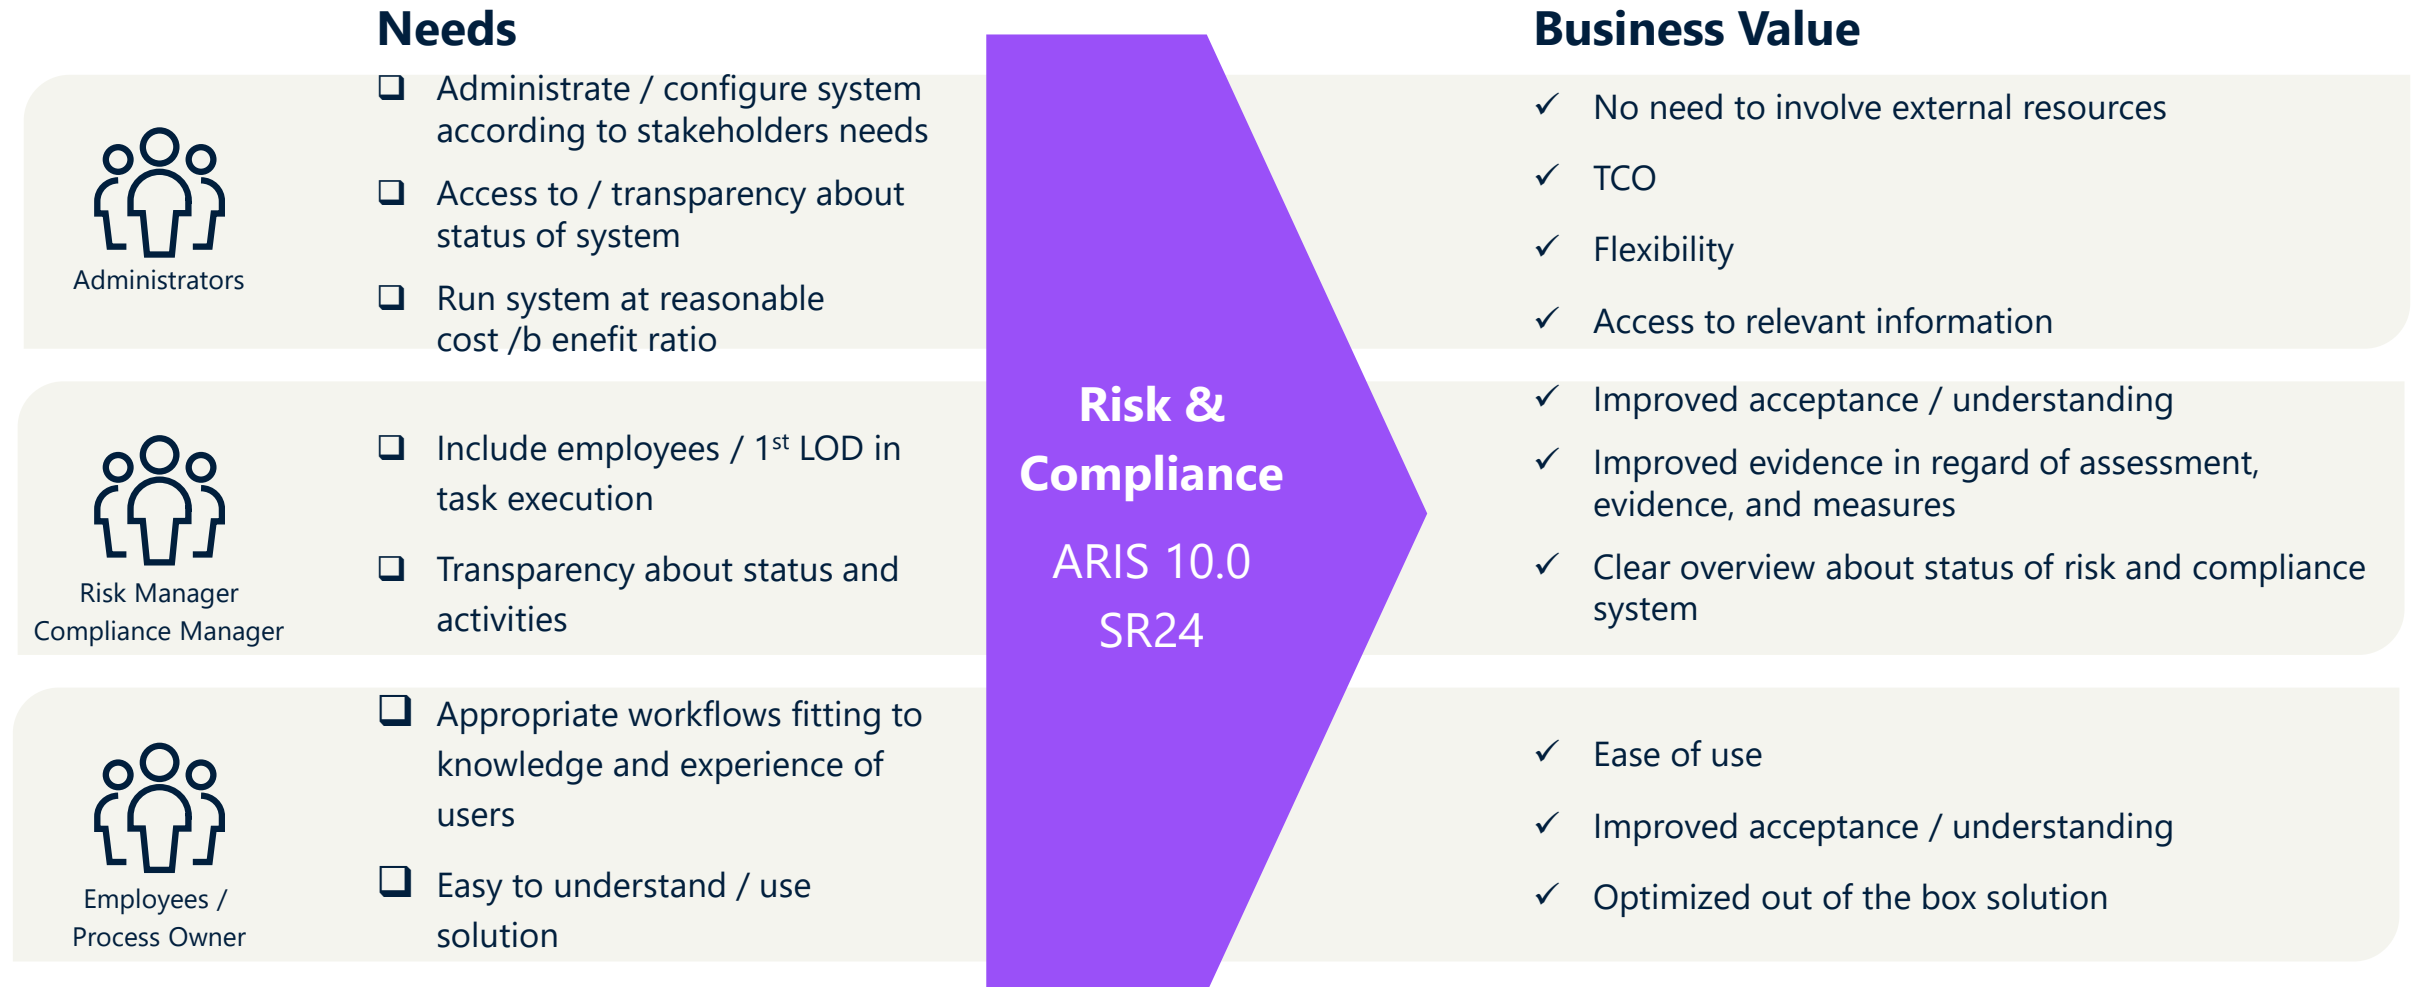 Needs
Business Value
Administrators
Administrate / configure system
according to stakeholders needs
Access to / transparency about
status of system
Run system at reasonable
cost /b enefit ratio
No need to involve external resources
TCO
Flexibility
Access to relevant information
Risk &
Compliance
ARIS 10.0
SR24
Risk Manager
Compliance Manager
Include employees / 1st LOD in
task execution
Transparency about status and
activities
Improved acceptance / understanding
Improved evidence in regard of assessment,
evidence, and measures
Clear overview about status of risk and compliance
system
Employees /
Process Owner
Appropriate workflows fitting to
knowledge and experience of
users
Easy to understand / use
solution
Ease of use
Improved acceptance / understanding
Optimized out of the box solution